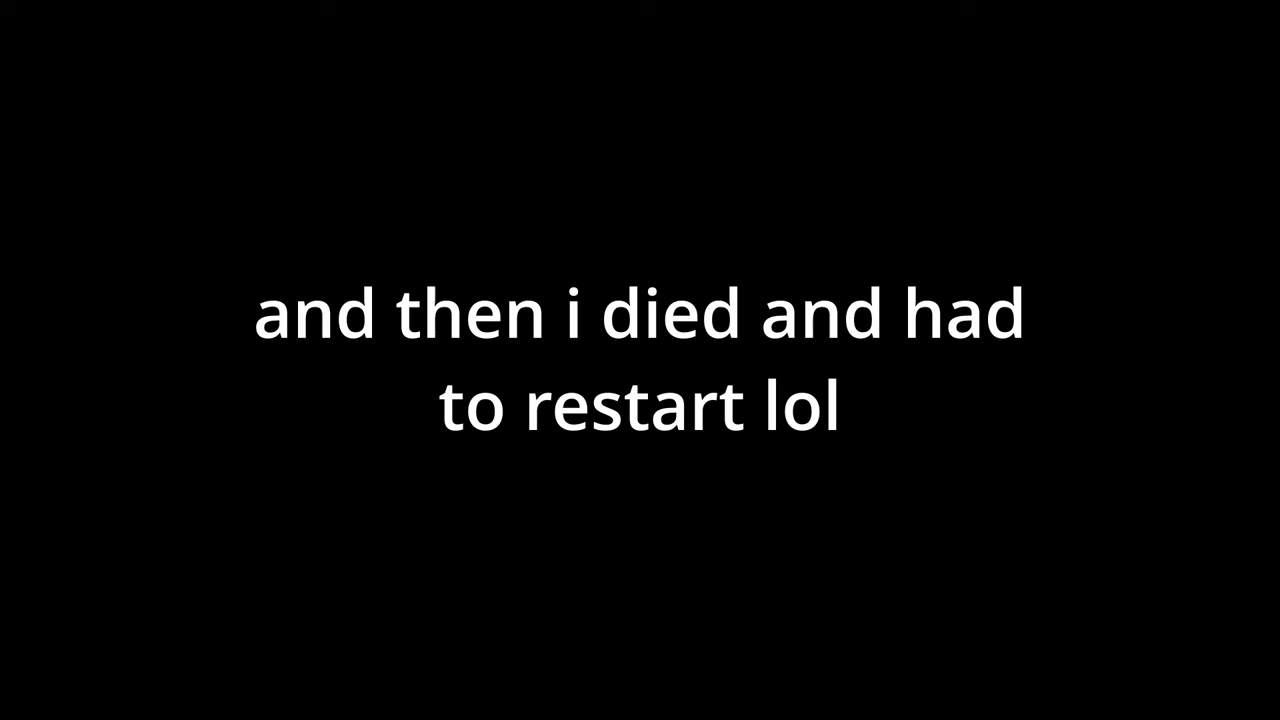 and then i died and had
to restart lol